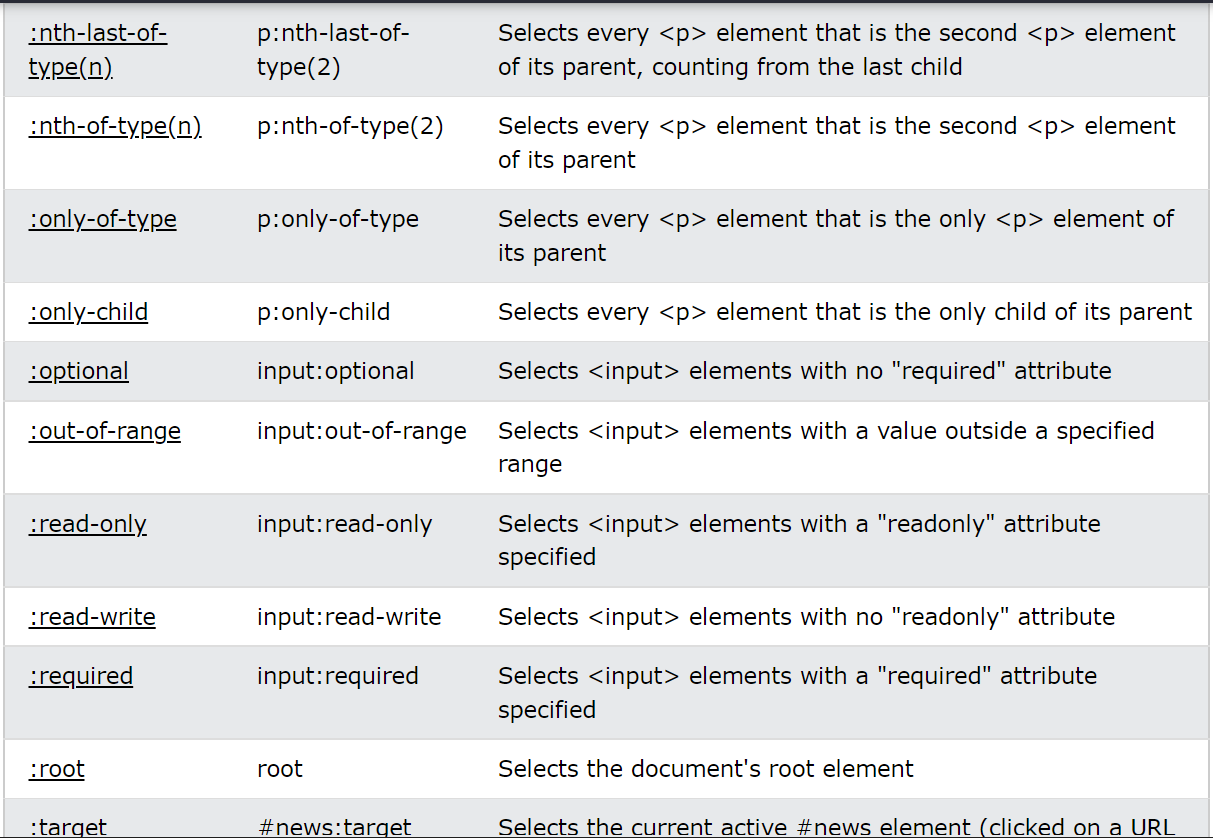 :nth-last-of- p:nth-last-of- Selects every <p> element that is the second <p> element
type(n) type(2) of its parent, counting from the last child
:nth-of-type(n) p:nth-of-type(2) Selects every <p> element that is the second <p> element
of its parent
:only-of-type p:only-of-type Selects every <p> element that is the only <p> element of
its parent
:only-child p:only-child Selects every <p> element that is the only child of its parent
:optional input:optional Selects <input> elements with no "required" attribute
:out-of-range input:out-of-range Selects <input> elements with a value outside a specified
range
:read-only input:read-only Selects <input> elements with a "readonly" attribute
specified
:read-write input:read-write Selects <input> elements with no "readonly" attribute
:required input:required Selects <input> elements with a "required" attribute
specified
:root root Selects the document's root element
:target #news:target Selects the current active #news element (clicked on a URL